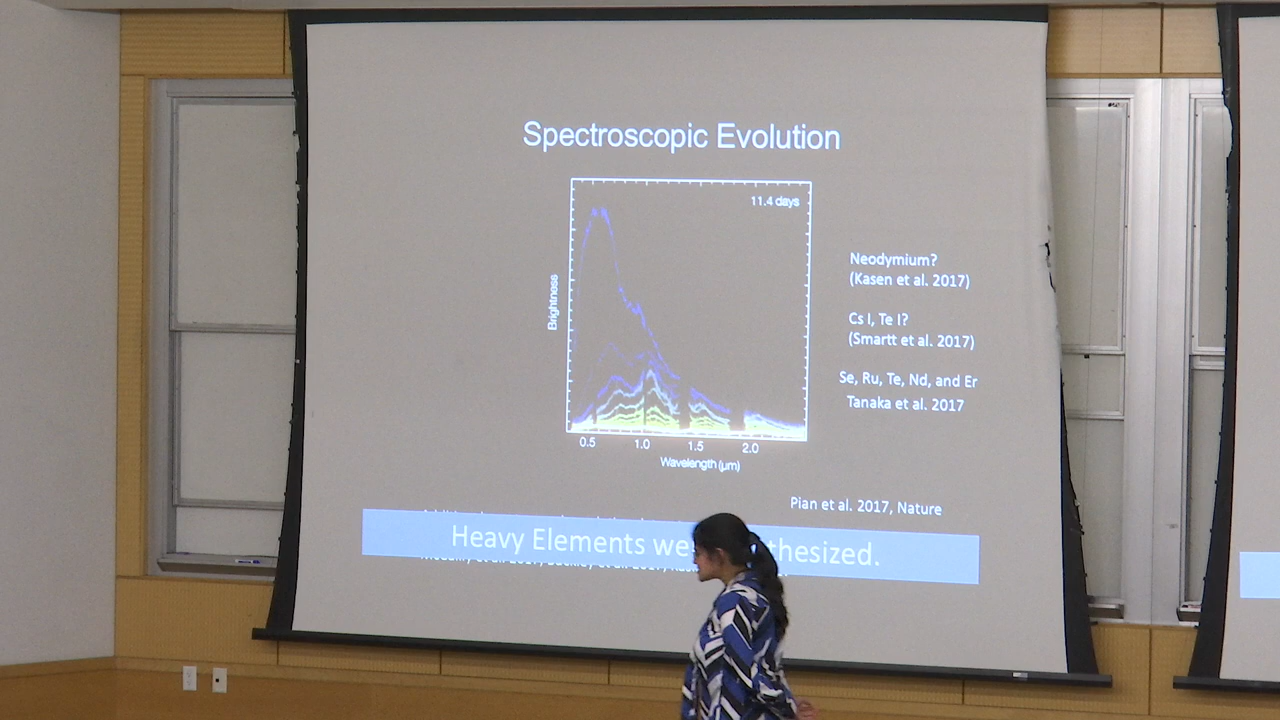 Spectroscopic Evolution
11.4 days
Brightness
0.5 1.0 1.5 2.0
Wavelength (μm)
Neodymium?
(Kasen et al. 2017)
Cs I, Te I?
(Smartt et al. 2017)
Se, Ru, Te, Nd, and Er
Tanaka et al. 2017
Pian et al. 2017, Nature
Heavy Elements thesized.